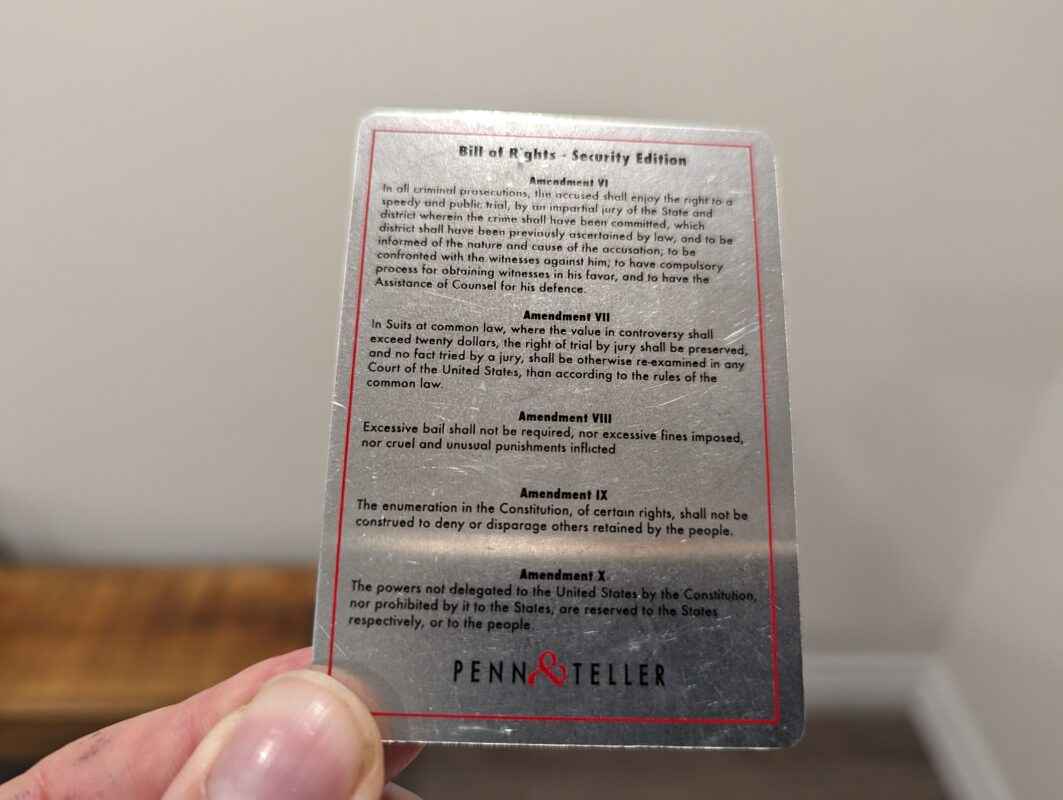 Bill of Rights - Security Edition
Amendment VI
In all criminal prosecutions, the accused shall enjoy the right to a
speedy and public trial, by an impartial jury of the State and
district wherein the crime shall have been committed, which
district shall have been previously ascertained by law, and to be
informed of the nature and cause of the accusation; to be
confronted with the witnesses against him; to have compulsory
process for obtaining witnesses in his favor, and to have the
Assistance of Counsel for his defence.
Amendment VII
In Suits at common law, where the value in controversy shall
exceed twenty dollars, the right of trial by jury shall be preserved,
and no fact tried by a jury, shall be otherwise re-examined in any
Court of the United States, than according to the rules of the
common law.
Amendment VIII
Excessive bail shall not be required, nor excessive fines imposed,
nor cruel and unusual punishments inflicted
Amendment IX
The enumeration in the Constitution, of certain rights, shall not be
construed to deny or disparage others retained by the people.
Amendment X
The powers not delegated to the United States by the Constitution,
nor prohibited by it to the States, are reserved to the States
respectively, or to the people
PENN & TELLER